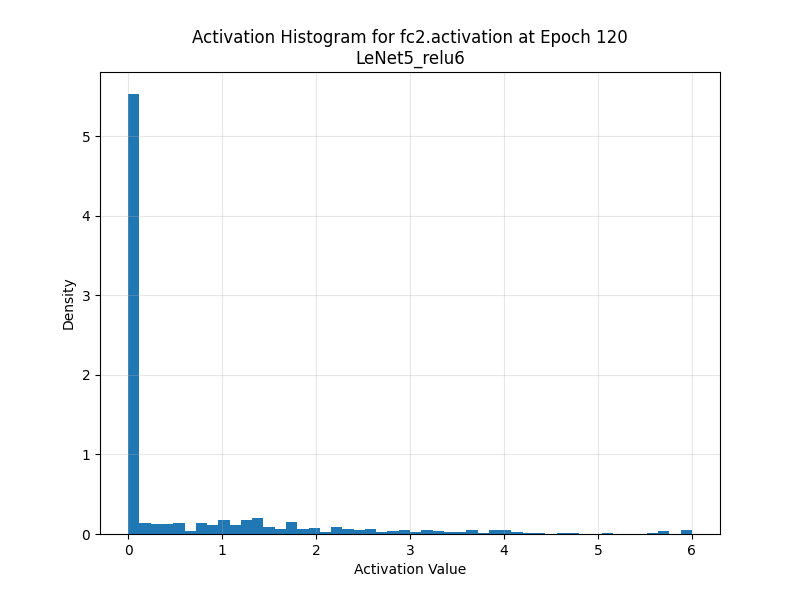 Activation Histogram for fc2.activation at Epoch 120
LeNet5_relu6
5
4
3
2
1
0
Density
0 1 2 3 4 5 6
Activation Value